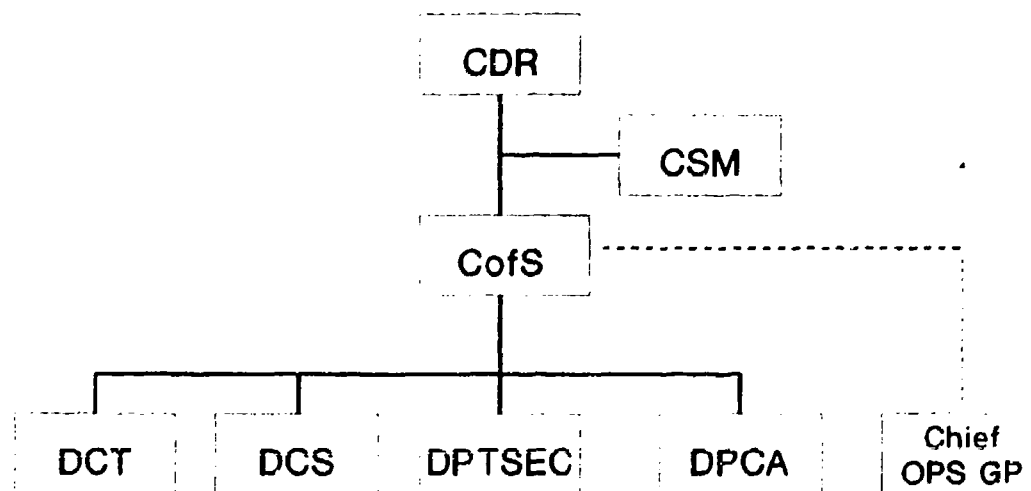 CDR
CSM
CofS
DCT
DCS
DPTSEC
DPCA
Chief
OPS GP